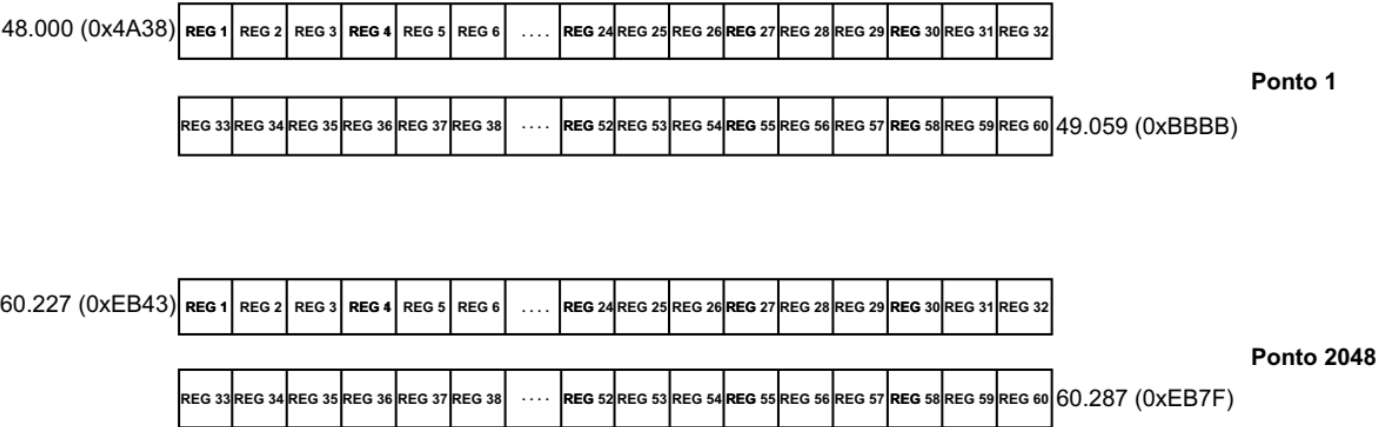 48.000 (0x4A38) REG 1 REG 2 REG 3 REG 4 REG 5 REG 6 .... REG 24 REG 25 REG 26 REG 27 REG 28 REG 29 REG 30 REG 31 REG 32
Ponto 1
REG 33 REG 34 REG 35 REG 36 REG 37 REG 38 .... REG 52 REG 53 REG 54 REG 55 REG 56 REG 57 REG 58 REG 59 REG 60 49.059 (0xBBBB)
60.227 (0xEB43) REG 1 REG 2 REG 3 REG 4 REG 5 REG 6 .... REG 24 REG 25 REG 26 REG 27 REG 28 REG 29 REG 30 REG 31 REG 32
Ponto 2048
REG 33 REG 34 REG 35 REG 36 REG 37 REG 38 .... REG 52 REG 53 REG 54 REG 55 REG 56 REG 57 REG 58 REG 59 REG 60 60.287 (0xEB7F)